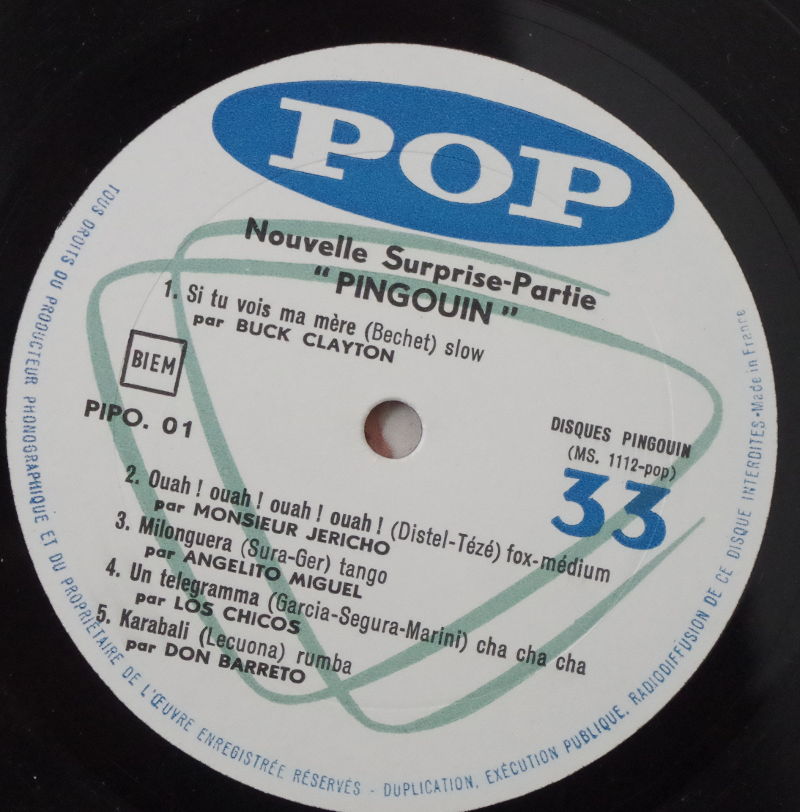 POP
Nouvelle Surprise-Partie
“ PINGOUIN ”
1. Si tu vois ma mère (Bechet) slow
par BUCK CLAYTON
BIEM
PIPO. 01
DISQUES PINGOUIN
(MS. 1112-pop)
33
2. Ouah ! ouah ! ouah ! ouah ! (Distel-Tézé) fox-médium
par MONSIEUR JERICHO
3. Milonguera (Sura-Ger) tango
par ANGELITO MIGUEL
4. Un telegramma (Garcia-Segura-Marini) cha cha cha
par LOS CHICOS
5. Karabali (Lecuona) rumba
par DON BARRETO
TOUS DROITS DU PRODUCTEUR PHONOGRAPHIQUE ET DU PROPRIÉTAIRE DE L'ŒUVRE ENREGISTRÉE RÉSERVÉS - DUPLICATION, EXÉCUTION PUBLIQUE, RADIODIFFUSION DE CE DISQUE INTERDITES-Made in France